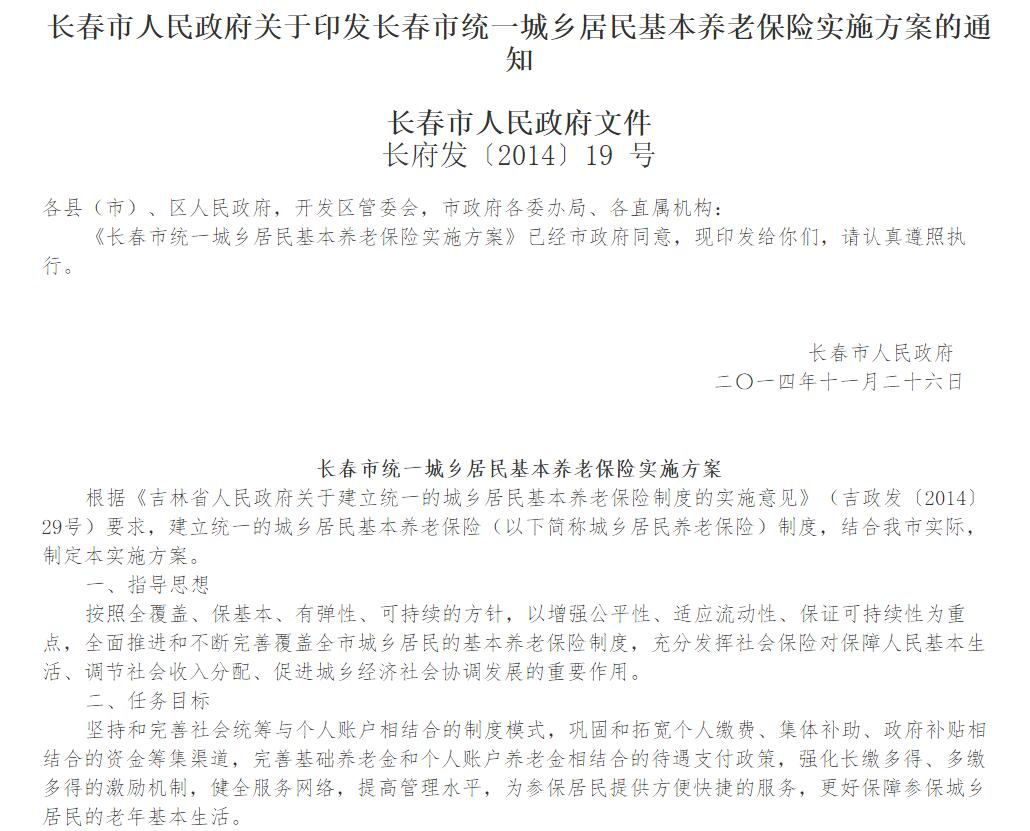 长春市人民政府关于印发长春市统一城乡居民基本养老保险实施方案的通
知
长春市人民政府文件
长府发〔2014〕19 号
各县（市）、区人民政府，开发区管委会，市政府各委办局、各直属机构：
《长春市统一城乡居民基本养老保险实施方案》已经市政府同意，现印发给你们，请认真遵照执
行。
长春市人民政府
二〇一四年十一月二十六日
长春市统一城乡居民基本养老保险实施方案
根据《吉林省人民政府关于建立统一的城乡居民基本养老保险制度的实施意见》（吉政发〔2014〕
29号）要求，建立统一的城乡居民基本养老保险（以下简称城乡居民养老保险）制度，结合我市实际，
制定本实施方案。
一、指导思想
按照全覆盖、保基本、有弹性、可持续的方针，以增强公平性、适应流动性、保证可持续性为重
点，全面推进和不断完善覆盖全市城乡居民的基本养老保险制度，充分发挥社会保险对保障人民基本生
活、调节社会收入分配、促进城乡经济社会协调发展的重要作用。
二、任务目标
坚持和完善社会统筹与个人账户相结合的制度模式，巩固和拓宽个人缴费、集体补助、政府补贴相
结合的资金筹集渠道，完善基础养老金和个人账户养老金相结合的待遇支付政策，强化长缴多得、多缴
多得的激励机制，健全服务网络，提高管理水平，为参保居民提供方便快捷的服务，更好保障参保城乡
居民的老年基本生活。